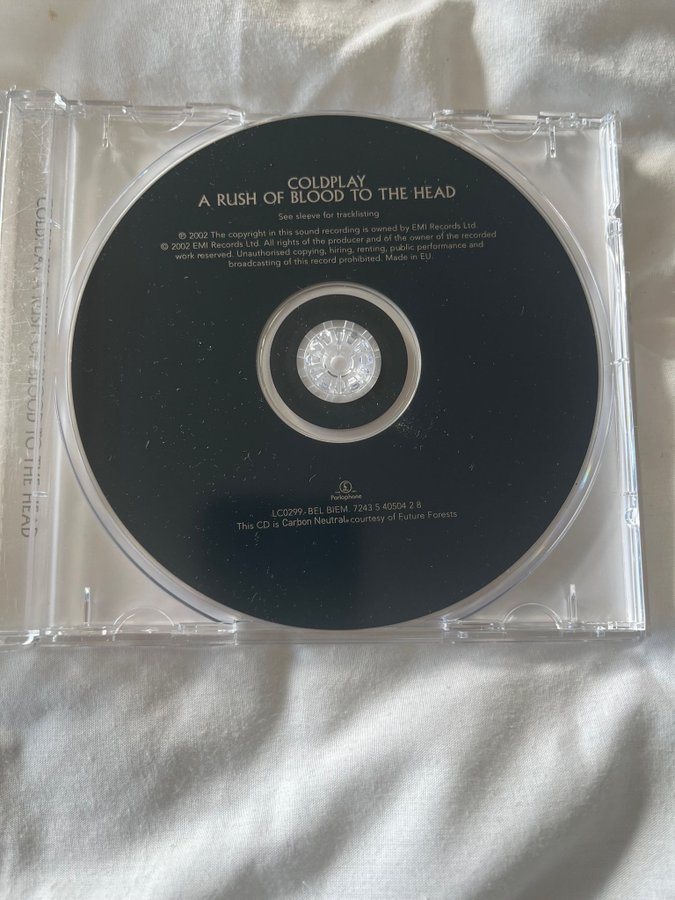 COLDPLAY
A RUSH OF BLOOD TO THE HEAD
See sleeve for tracklisting
℗ 2002 The copyright in this sound recording is owned by EMI Records Ltd.
© 2002 EMI Records Ltd. All rights of the producer and of the owner of the recorded
work reserved. Unauthorised copying, hiring, renting, public performance and
broadcasting of this record prohibited. Made in EU.
Parlophone
LC0299. BEL BIEM. 7243 5 40504 2 8
This CD is Carbon Neutral® courtesy of Future Forests
COLDPLAY A RUSH OF BLOOD TO THE HEAD